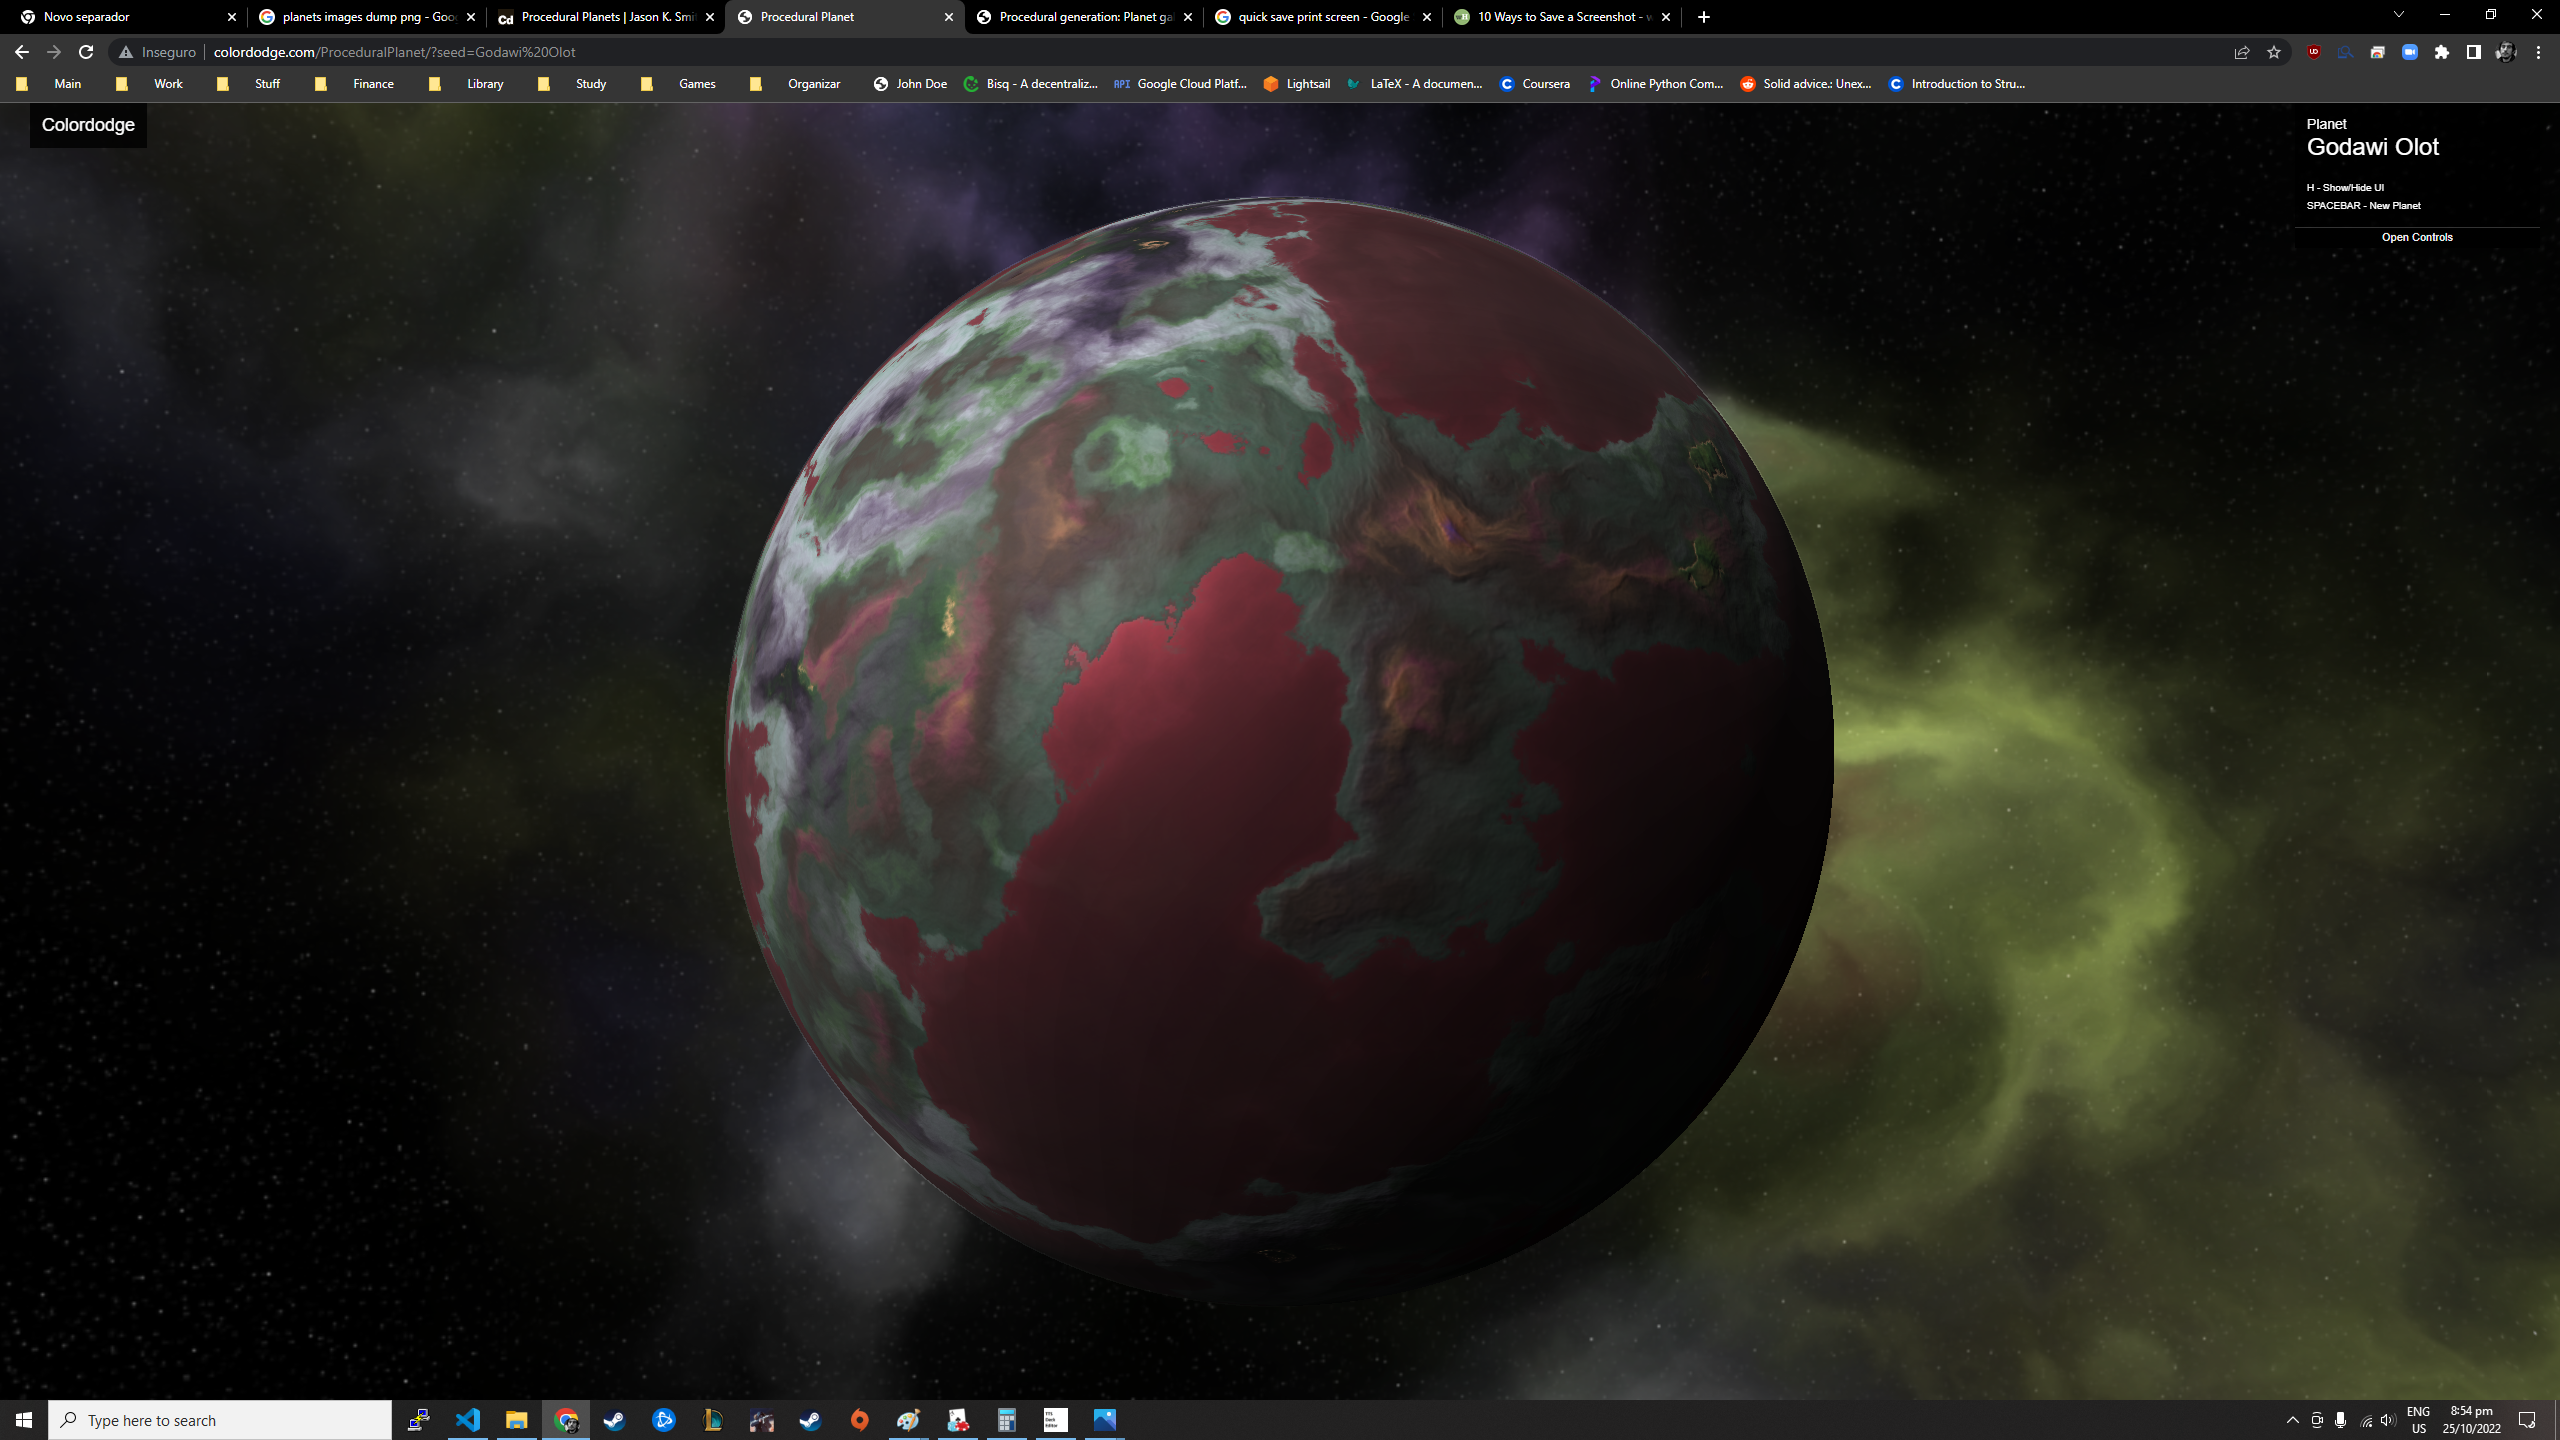 Novo separador
planets images dump png - Goo
Procedural Planets | Jason K. Smi
Procedural Planet
Procedural generation: Planet ga
quick save print screen - Google
10 Ways to Save a Screenshot - w
Inseguro
colordodge.com/ProceduralPlanet/?seed=Godawi%20Olot
Main
Work
Stuff
Finance
Library
Study
Games
Organizar
John Doe
Bisq - A decentraliz...
API
Google Cloud Platf...
Lightsail
LaTeX - A documen...
Coursera
Online Python Com...
Solid advice.: Unex...
Introduction to Stru...
Colordodge
Planet
Godawi Olot
H - Show/Hide UI
SPACEBAR - New Planet
Open Controls
Type here to search
TTS
Deck
Editor
ENG
US
8:54 pm
25/10/2022